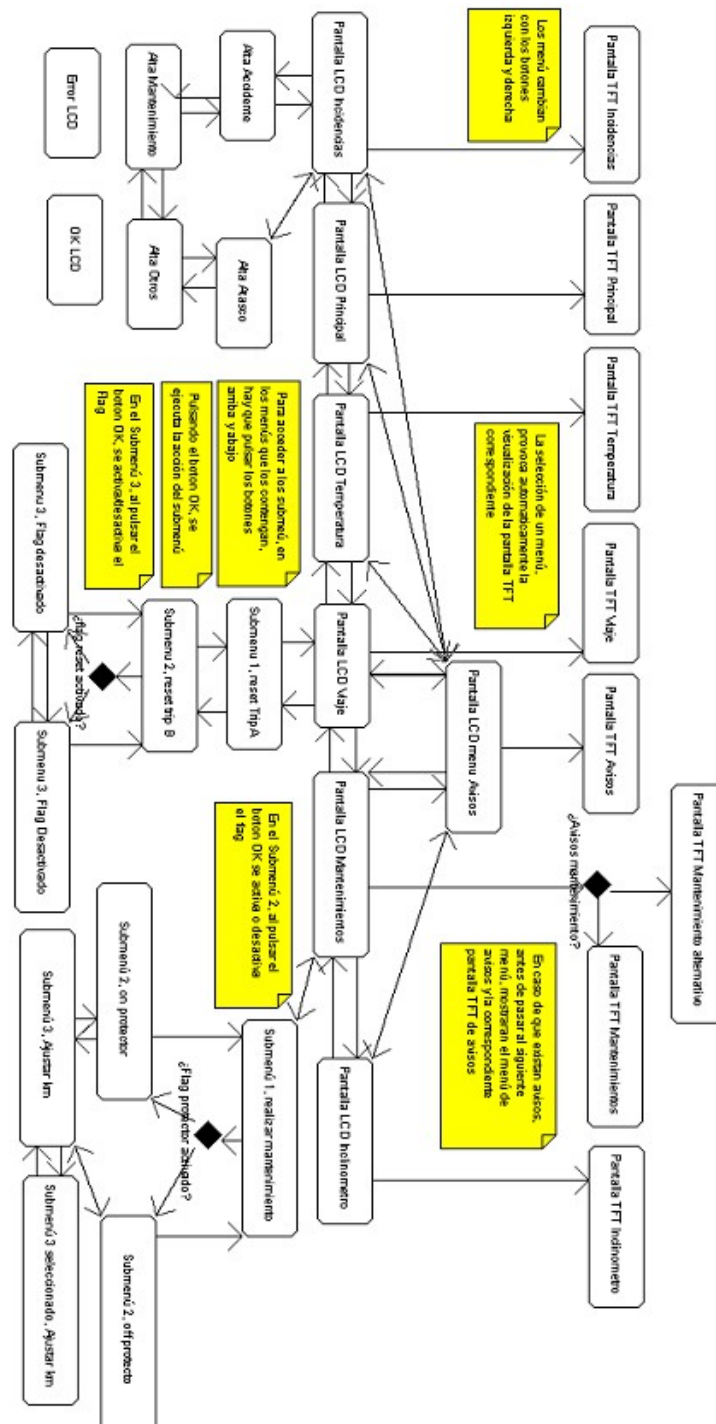 Pantalla TFT Mantenimiento alternativo
Pantalla TFT Incidencias
Pantalla TFT Principal
Pantalla TFT Temperatura
Pantalla TFT Viaje
Pantalla TFT Avisos
Pantalla TFT Mantenimientos
Pantalla TFT Inclinometro
¿Avisos mantenimiento?
Los menú cambian
con los botones
izquierda y derecha
La selección de un menú,
provoca automaticamente la
visualización de la pantalla TFT
correspondiente
En caso de que existan avisos,
antes de pasar al siguiente
menú, mostraran el menú de
avisos y la correspondiente
pantalla TFT de avisos
Pantalla LCD menu Avisos
Pantalla LCD Incidencias
Pantalla LCD Principal
Pantalla LCD Temperatura
Pantalla LCD Viaje
Pantalla LCD Mantenimientos
Pantalla LCD Inclinometro
Alta Accidente
Alta Atasco
Alta Mantenimiento
Alta Otros
Error LCD
OK LCD
Para acceder a los submeú, en
los menús que los contengan,
hay que pulsar los botones
arriba y abajo
Pulsando el boton OK, se
ejecuta la acción del submenú
En el Submenú 3, al pulsar el
boton OK, se activa/desactiva el
Flag
Submenu 1, reset Trip A
Submenu 2, reset trip B
¿flag reset activado?
Submenu 3, Flag desactivado
Submenu 3, Flag Desactivado
En el Submenú 2, al pulsar el
boton OK se activa o desactiva
el flag
Submenú 1, realizar mantenimiento
¿Flag protector activado?
Submenú 2, on protector
Submenú 2, off protecto
Submenú 3, Ajustar km
Submenú 3 seleccionado, Ajustar km